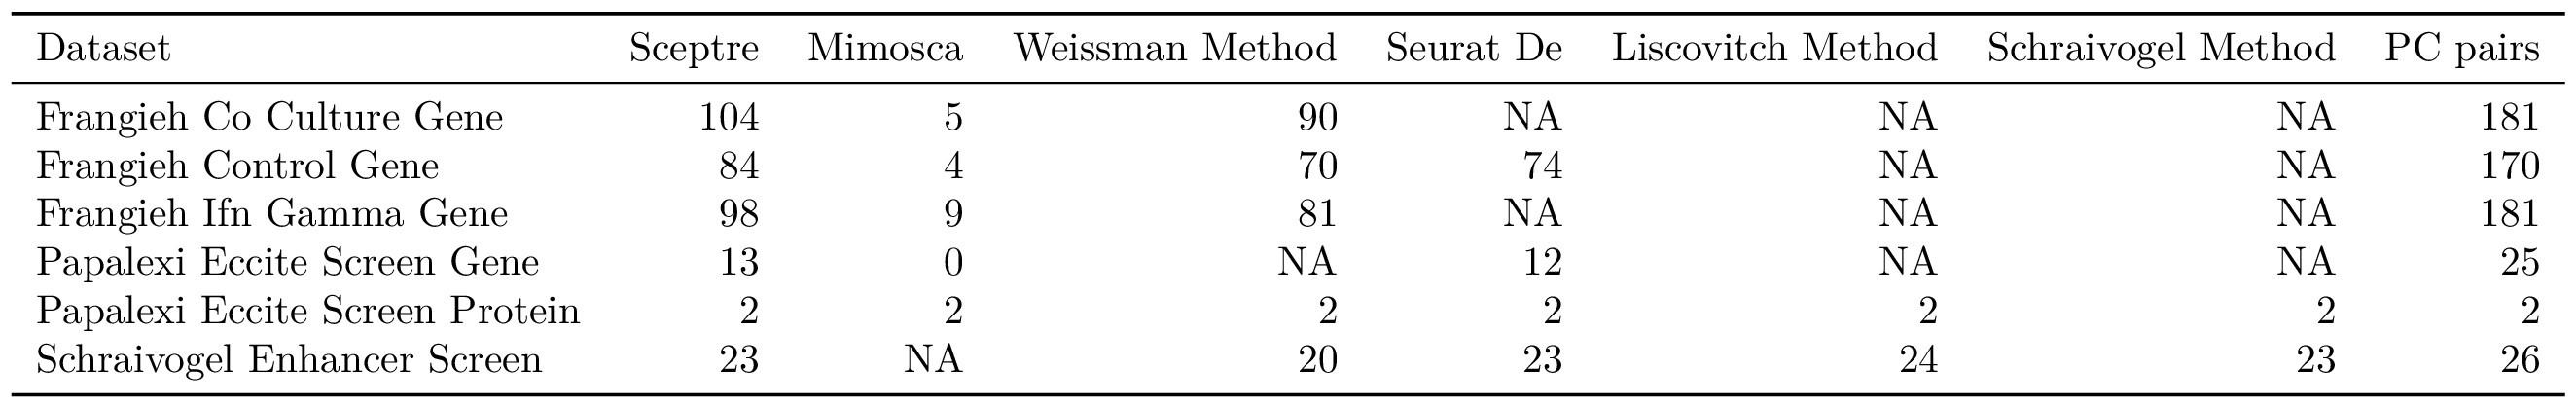 Dataset Sceptre Mimosca Weissman Method Seurat De Liscovitch Method Schraivogel Method PC pairs
Frangieh Co Culture Gene 104 5 90 NA NA NA 181
Frangieh Control Gene 84 4 70 74 NA NA 170
Frangieh Ifn Gamma Gene 98 9 81 NA NA NA 181
Papalexi Eccite Screen Gene 13 0 NA 12 NA NA 25
Papalexi Eccite Screen Protein 2 2 2 2 2 2 2
Schraivogel Enhancer Screen 23 NA 20 23 24 23 26